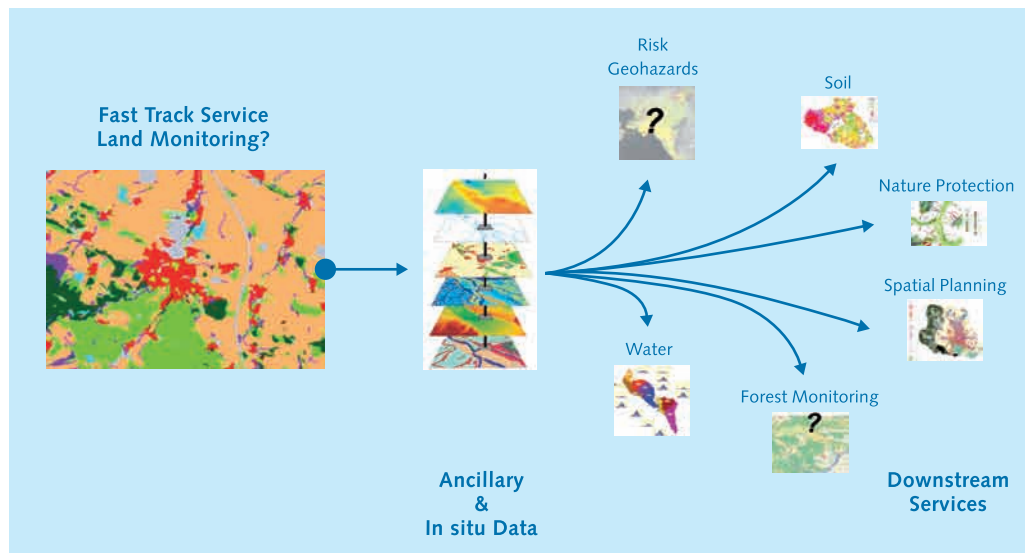 Fast Track Service
Land Monitoring?
Risk
Geohazards
?
Soil
Nature Protection
Spatial Planning
Water
Forest Monitoring
?
Ancillary
&
In situ Data
Downstream
Services